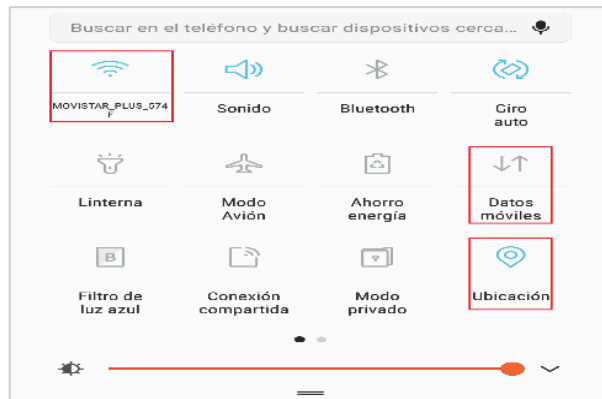 Buscar en el teléfono y buscar dispositivos cerca...
MOVISTAR_PLUS_574
F
Sonido
Bluetooth
Giro
auto
Linterna
Modo
Avión
Ahorro
energía
Datos
móviles
B
Filtro de
luz azul
Conexión
compartida
Modo
privado
Ubicación